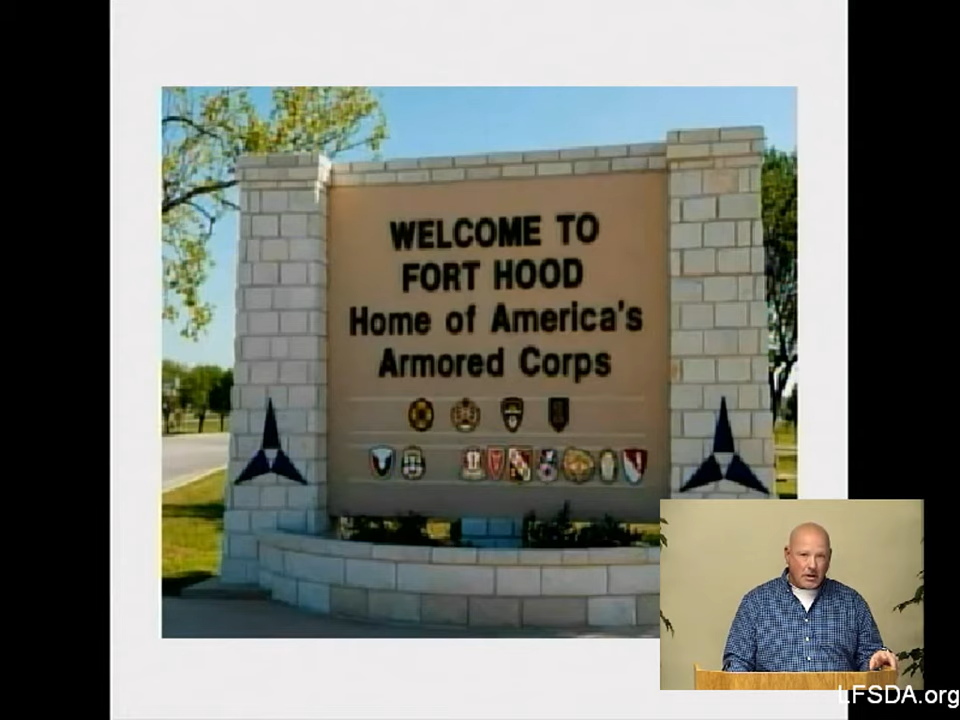 WELCOME TO
FORT HOOD
Home of America's
Armored Corps
LFSDA.org